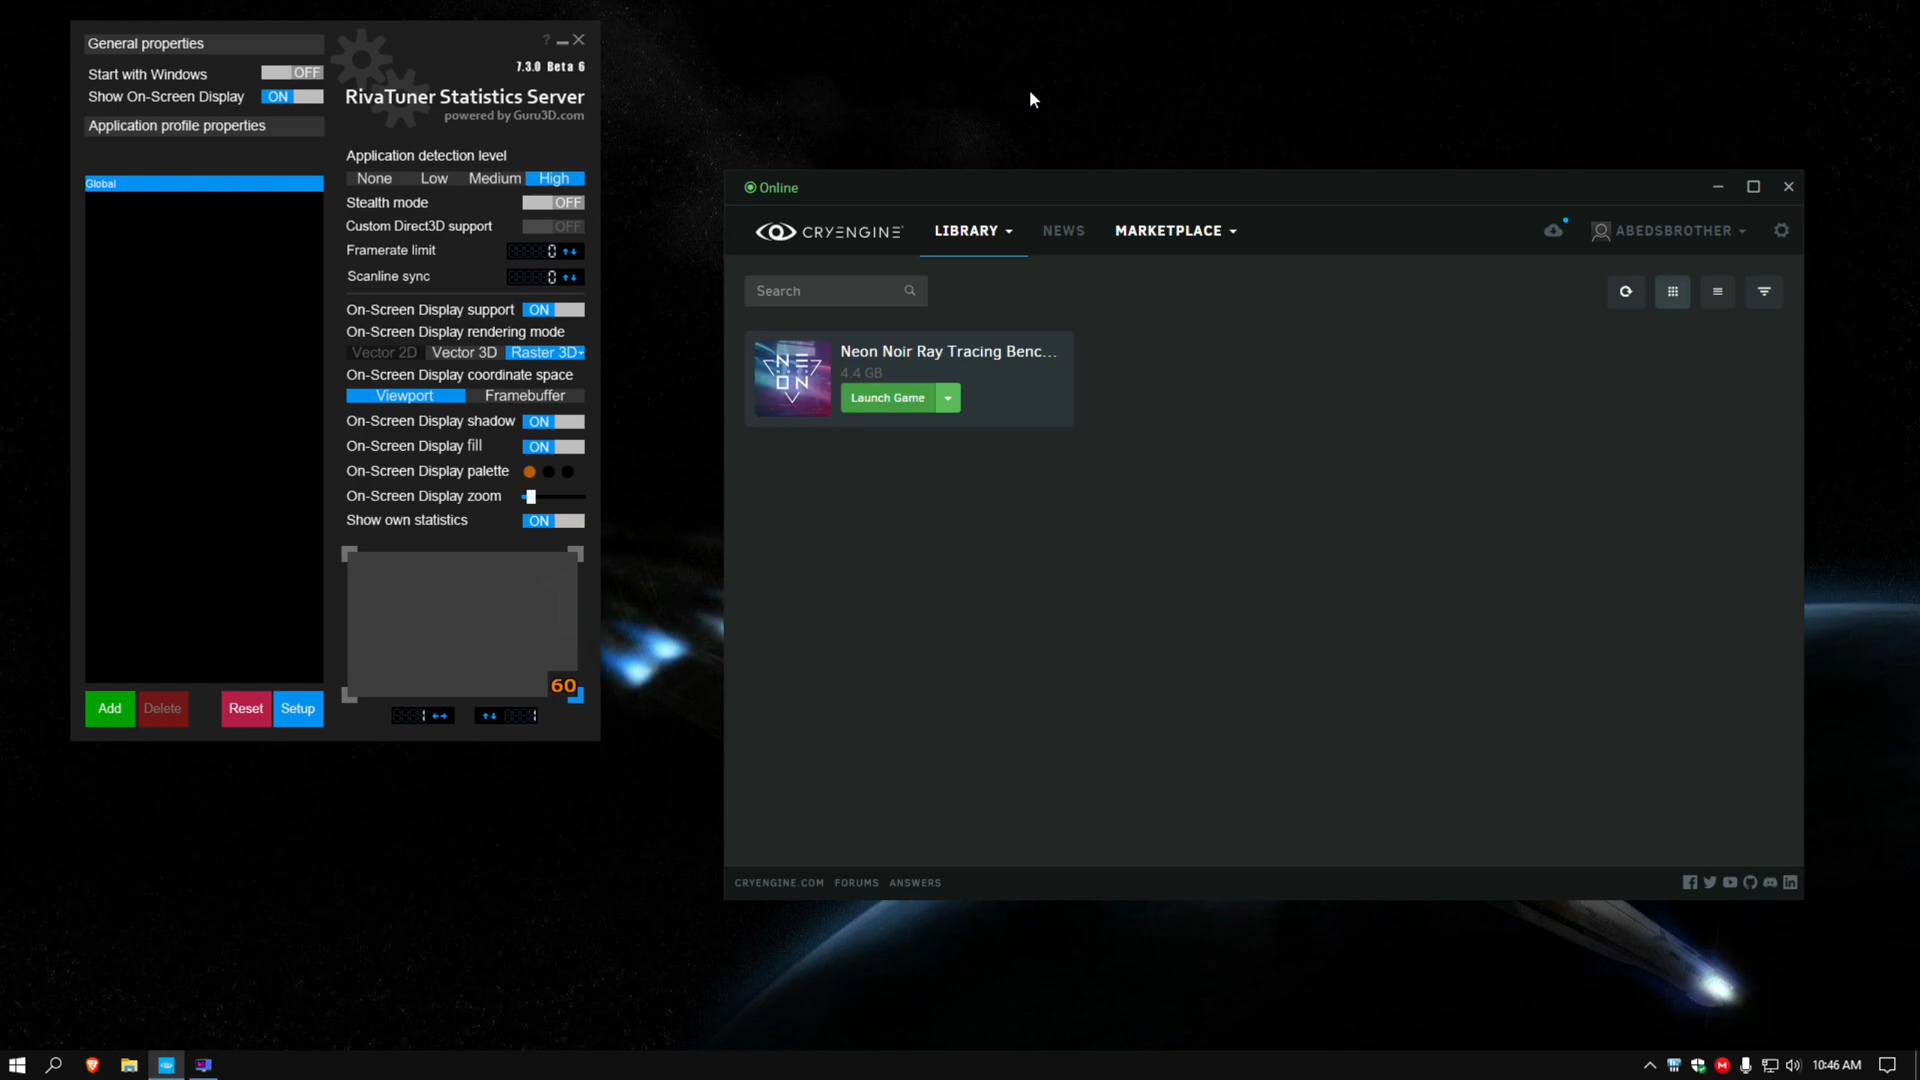 General properties
Start with Windows OFF
Show On-Screen Display ON
Application profile properties
Global
Add Delete Reset Setup
?
7.3.0 Beta 6
RivaTuner Statistics Server
powered by Guru3D.com
Application detection level
None Low Medium High
Stealth mode OFF
Custom Direct3D support OFF
Framerate limit 0
Scanline sync 0
On-Screen Display support ON
On-Screen Display rendering mode
Vector 2D Vector 3D Raster 3D
On-Screen Display coordinate space
Viewport Framebuffer
On-Screen Display shadow ON
On-Screen Display fill ON
On-Screen Display palette
On-Screen Display zoom
Show own statistics ON
60
1 1
Online
CRYENGINE LIBRARY NEWS MARKETPLACE ABEDSBROTHER
Search
NEON
Neon Noir Ray Tracing Benc...
4.4 GB
Launch Game
CRYENGINE.COM FORUMS ANSWERS
10:46 AM